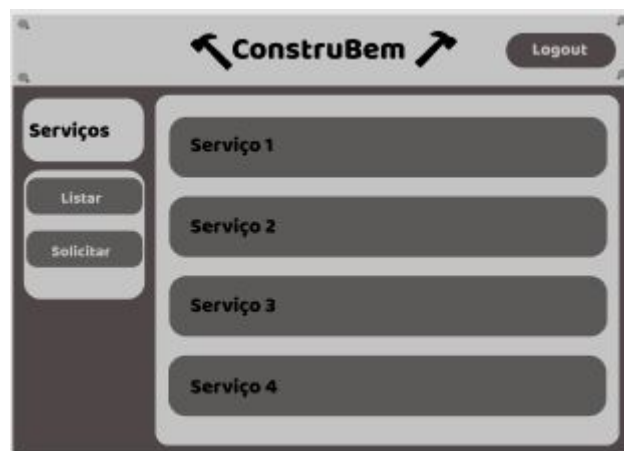 ConstruBem
Logout
Serviços
Listar
Solicitar
Serviço 1
Serviço 2
Serviço 3
Serviço 4